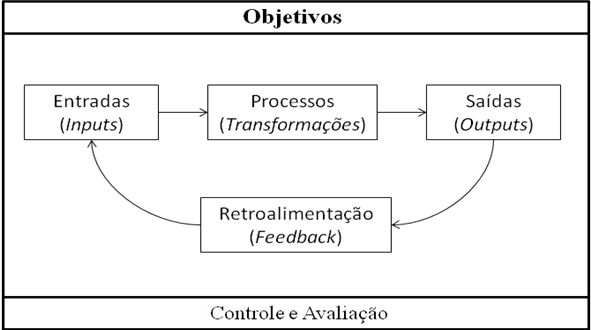 Objetivos
Entradas
(Inputs)
Processos
(Transformações)
Saídas
(Outputs)
Retroalimentação
(Feedback)
Controle e Avaliação